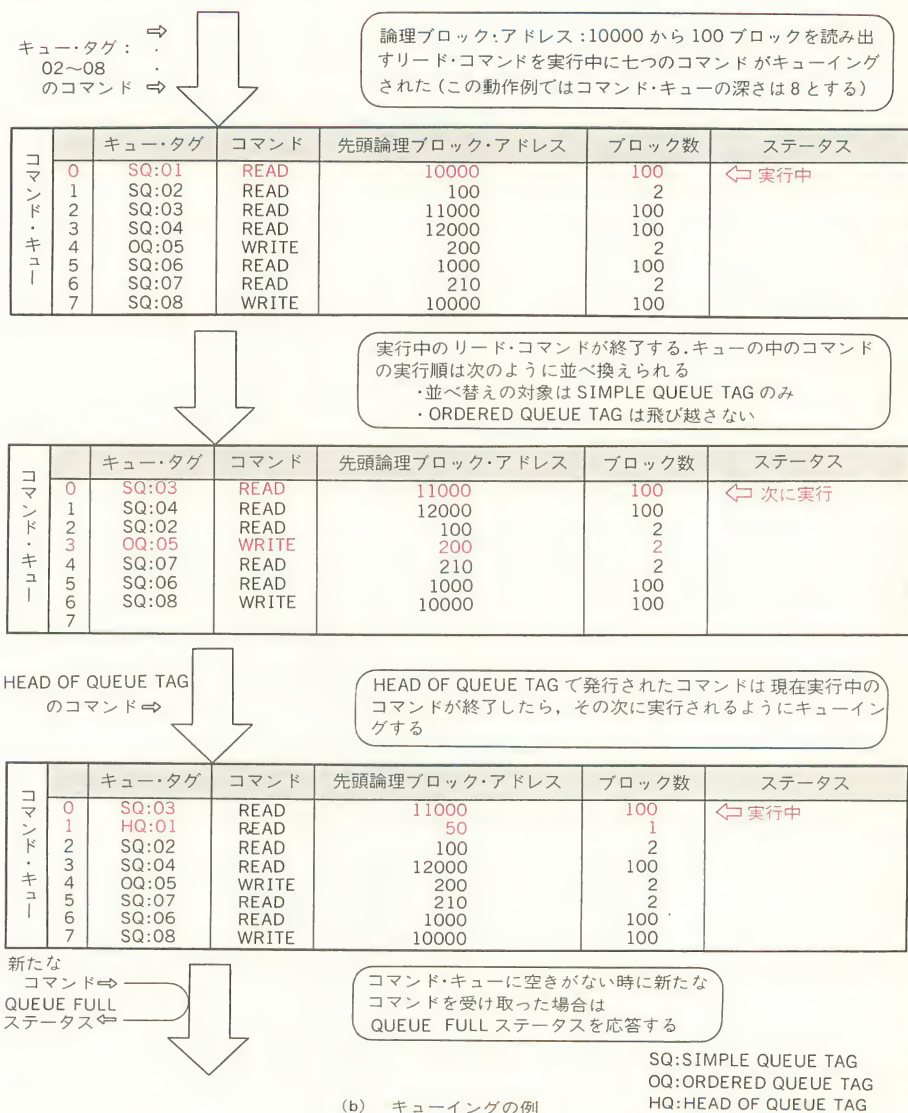 キュー・タグ：
02〜08
のコマンド ⇨
論理ブロック・アドレス：10000 から 100 ブロックを読み出
すリード・コマンドを実行中に七つのコマンドがキューイング
された（この動作例ではコマンド・キューの深さは 8 とする）
コマンド・キュー
キュー・タグ コマンド 先頭論理ブロック・アドレス ブロック数 ステータス
0 SQ:01 READ 10000 100 ⇦ 実行中
1 SQ:02 READ 100 2
2 SQ:03 READ 11000 100
3 SQ:04 READ 12000 100
4 OQ:05 WRITE 200 2
5 SQ:06 READ 1000 100
6 SQ:07 READ 210 2
7 SQ:08 WRITE 10000 100
実行中のリード・コマンドが終了する．キューの中のコマンド
の実行順は次のように並べ換えられる
・並べ替えの対象は SIMPLE QUEUE TAG のみ
・ORDERED QUEUE TAG は飛び越さない
コマンド・キュー
キュー・タグ コマンド 先頭論理ブロック・アドレス ブロック数 ステータス
0 SQ:03 READ 11000 100 ⇦ 次に実行
1 SQ:04 READ 12000 100
2 SQ:02 READ 100 2
3 OQ:05 WRITE 200 2
4 SQ:07 READ 210 2
5 SQ:06 READ 1000 100
6 SQ:08 WRITE 10000 100
7
HEAD OF QUEUE TAG
のコマンド⇨
HEAD OF QUEUE TAG で発行されたコマンドは現在実行中の
コマンドが終了したら，その次に実行されるようにキューイン
グする
コマンド・キュー
キュー・タグ コマンド 先頭論理ブロック・アドレス ブロック数 ステータス
0 SQ:03 READ 11000 100 ⇦ 実行中
1 HQ:01 READ 50 1
2 SQ:02 READ 100 2
3 SQ:04 READ 12000 100
4 OQ:05 WRITE 200 2
5 SQ:07 READ 210 2
6 SQ:06 READ 1000 100
7 SQ:08 WRITE 10000 100
新たな
コマンド⇨
QUEUE FULL
ステータス⇦
コマンド・キューに空きがない時に新たな
コマンドを受け取った場合は
QUEUE FULL ステータスを応答する
SQ:SIMPLE QUEUE TAG
OQ:ORDERED QUEUE TAG
HQ:HEAD OF QUEUE TAG
(b) キューイングの例